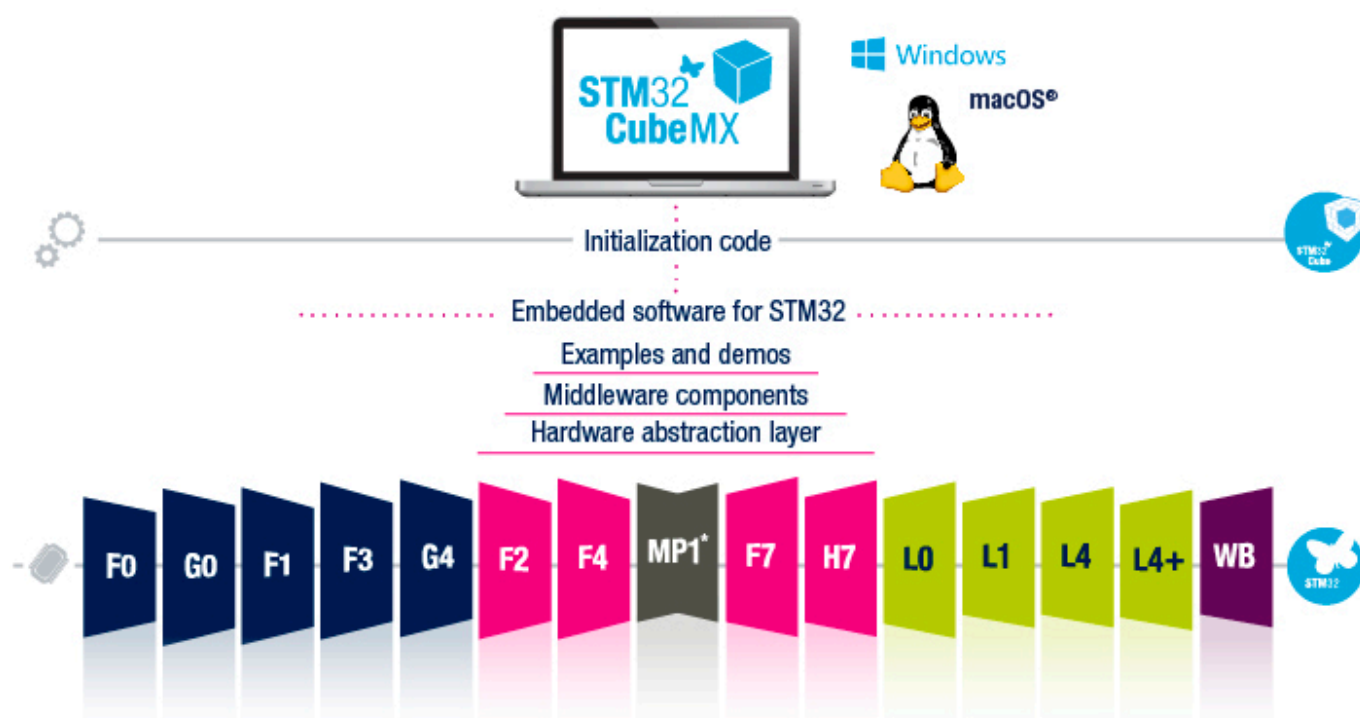 STM32
CubeMX
Windows
macOS®
Initialization code
STM32
Cube
Embedded software for STM32
Examples and demos
Middleware components
Hardware abstraction layer
F0 G0 F1 F3 G4 F2 F4 MP1* F7 H7 L0 L1 L4 L4+ WB
STM32